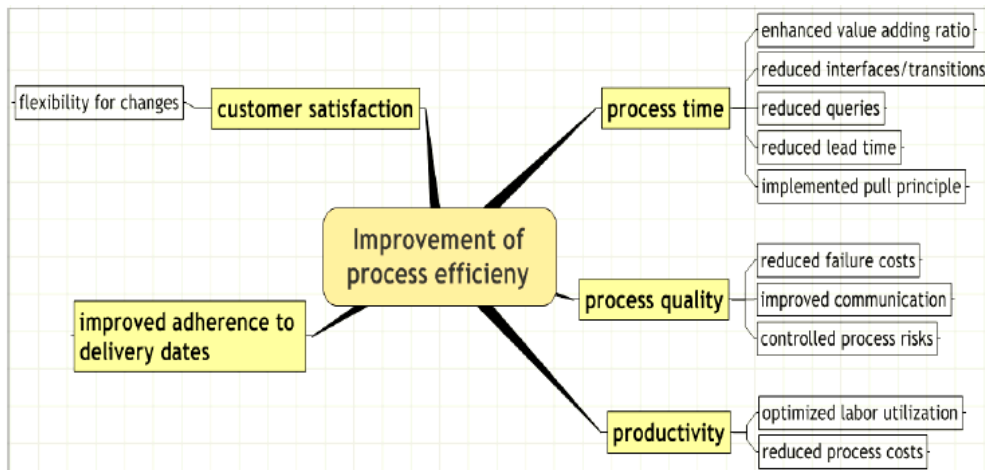 Improvement of
process efficieny
customer satisfaction
flexibility for changes
improved adherence to
delivery dates
process time
enhanced value adding ratio
reduced interfaces/transitions
reduced queries
reduced lead time
implemented pull principle
process quality
reduced failure costs
improved communication
controlled process risks
productivity
optimized labor utilization
reduced process costs